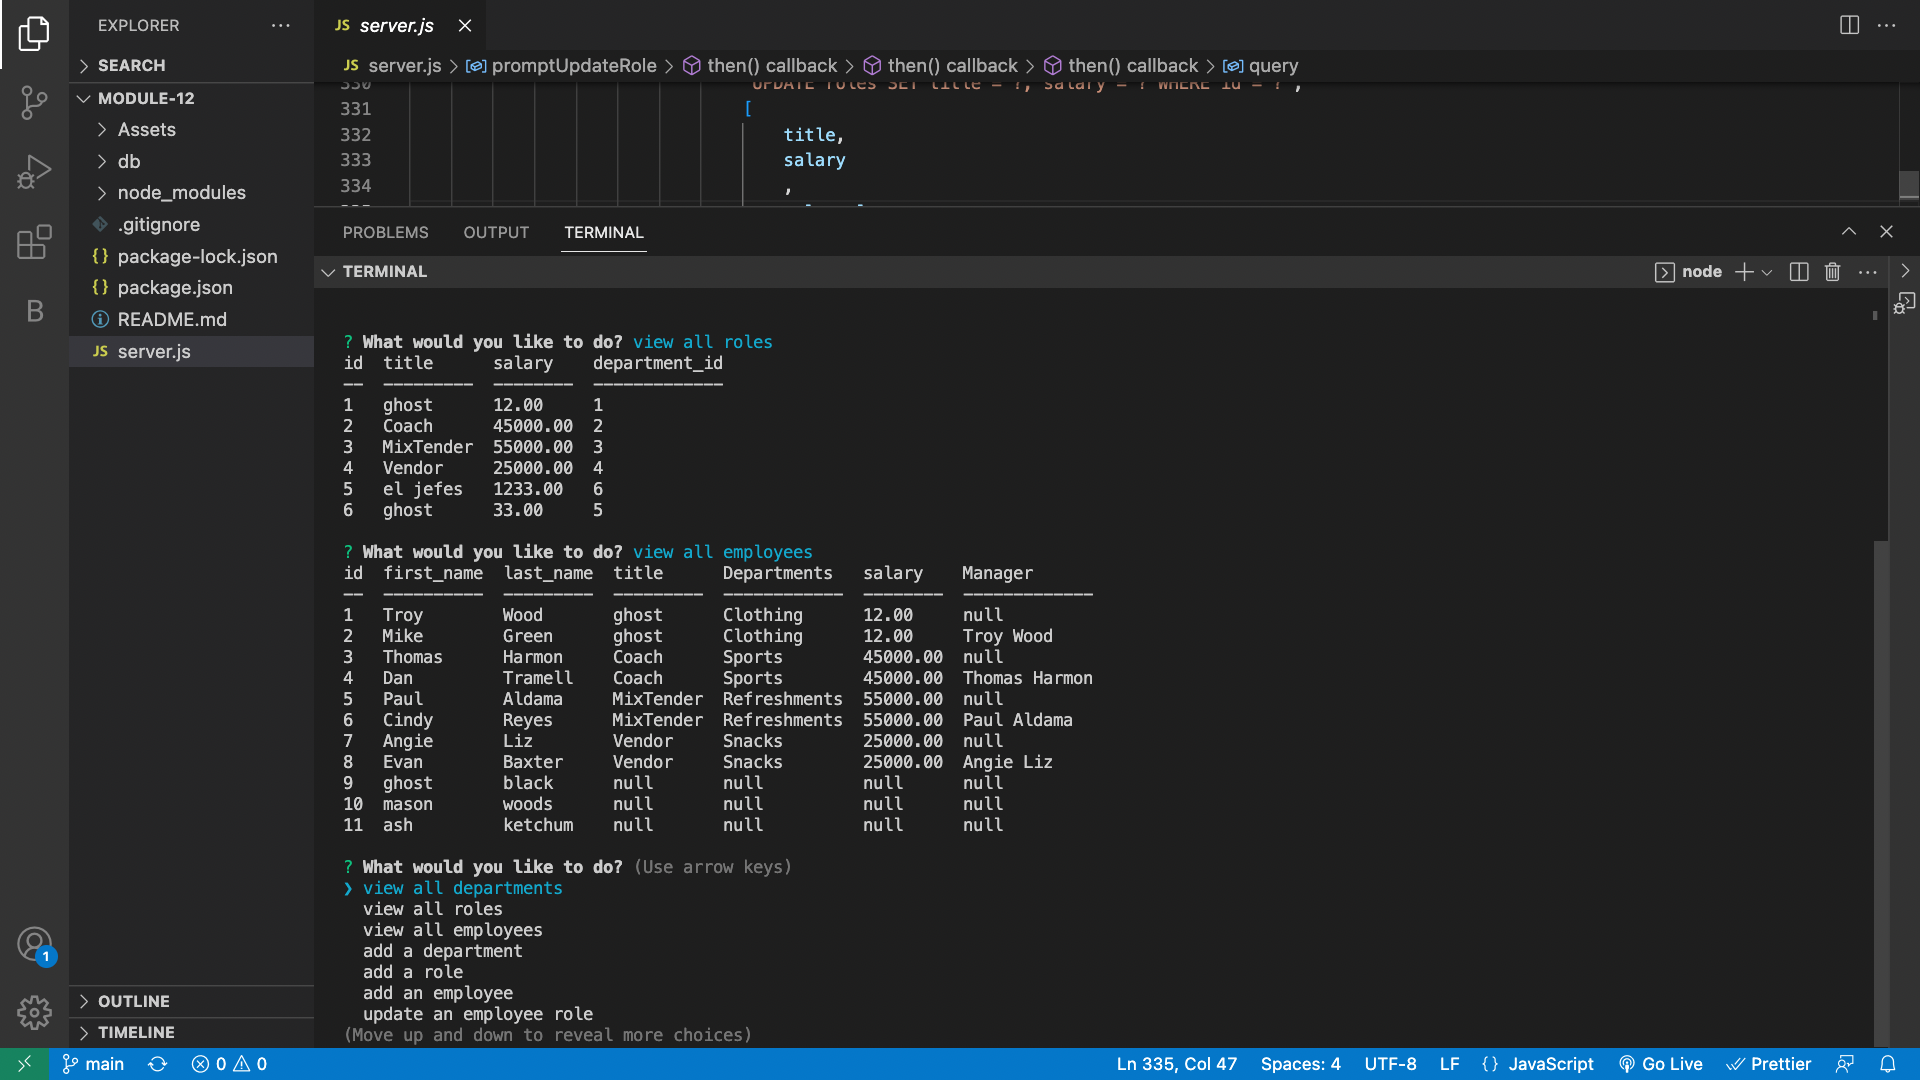 EXPLORER
SEARCH
MODULE-12
Assets
db
node_modules
.gitignore
{} package-lock.json
{} package.json
README.md
JS server.js
OUTLINE
TIMELINE
B
1
JS server.js
JS server.js > promptUpdateRole > then() callback > then() callback > then() callback > query
330 UPDATE roles SET title = ?, salary = ? WHERE id = ?",
331 [
332 title,
333 salary
334 ,
PROBLEMS OUTPUT TERMINAL
TERMINAL
node
? What would you like to do? view all roles
id title salary department_id
-- --------- -------- -------------
1 ghost 12.00 1
2 Coach 45000.00 2
3 MixTender 55000.00 3
4 Vendor 25000.00 4
5 el jefes 1233.00 6
6 ghost 33.00 5
? What would you like to do? view all employees
id first_name last_name title Departments salary Manager
-- ---------- --------- --------- ------------ -------- -------------
1 Troy Wood ghost Clothing 12.00 null
2 Mike Green ghost Clothing 12.00 Troy Wood
3 Thomas Harmon Coach Sports 45000.00 null
4 Dan Tramell Coach Sports 45000.00 Thomas Harmon
5 Paul Aldama MixTender Refreshments 55000.00 null
6 Cindy Reyes MixTender Refreshments 55000.00 Paul Aldama
7 Angie Liz Vendor Snacks 25000.00 null
8 Evan Baxter Vendor Snacks 25000.00 Angie Liz
9 ghost black null null null null
10 mason woods null null null null
11 ash ketchum null null null null
? What would you like to do? (Use arrow keys)
❯ view all departments
view all roles
view all employees
add a department
add a role
add an employee
update an employee role
(Move up and down to reveal more choices)
main 0 0 Ln 335, Col 47 Spaces: 4 UTF-8 LF {} JavaScript Go Live Prettier